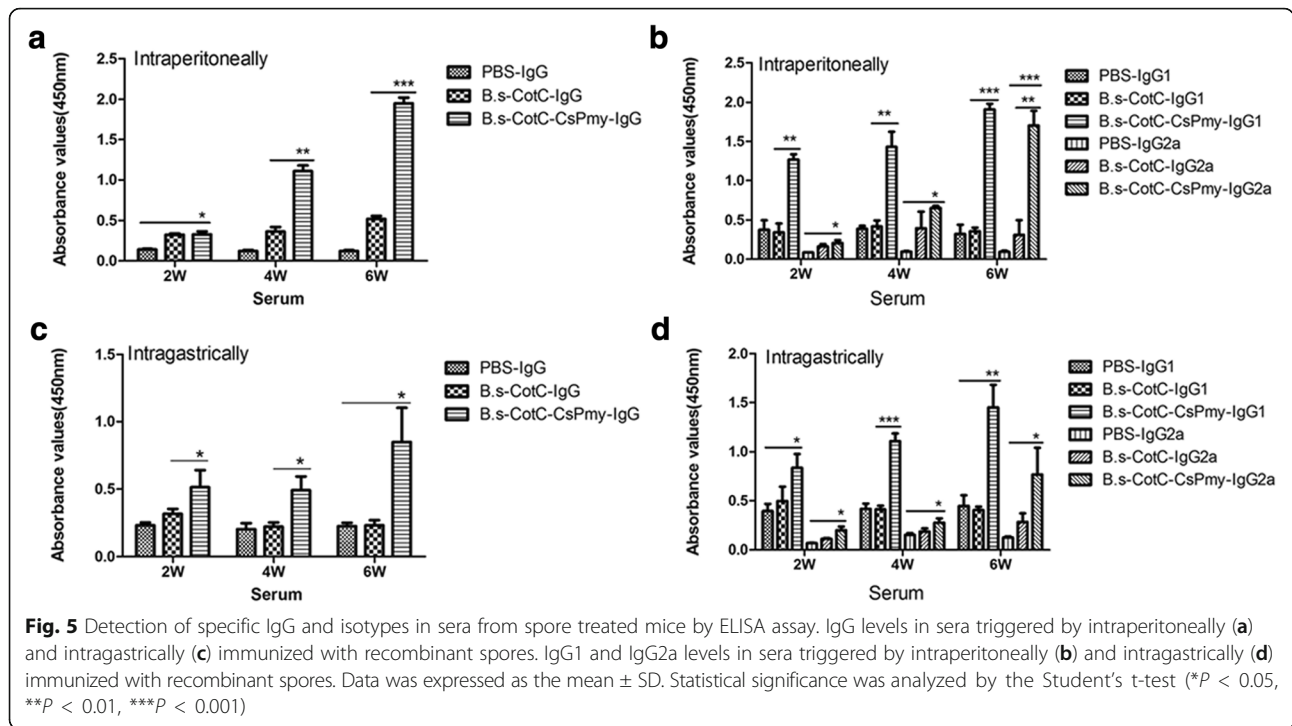 a
Intraperitoneally
Absorbance values(450nm)
2.5
2.0
1.5
1.0
0.5
0.0
*
**
***
2W
4W
6W
Serum
PBS-IgG
B.s-CotC-IgG
B.s-CotC-CsPmy-IgG
b
Intraperitoneally
Absorbance values(450nm)
2.5
2.0
1.5
1.0
0.5
0.0
**
*
**
*
***
***
**
2W
4W
6W
Serum
PBS-IgG1
B.s-CotC-IgG1
B.s-CotC-CsPmy-IgG1
PBS-IgG2a
B.s-CotC-IgG2a
B.s-CotC-CsPmy-IgG2a
c
Intragastrically
Absorbance values(450nm)
1.5
1.0
0.5
0.0
*
*
*
2W
4W
6W
Serum
PBS-IgG
B.s-CotC-IgG
B.s-CotC-CsPmy-IgG
d
Intragastrically
Absorbance values(450nm)
2.0
1.5
1.0
0.5
0.0
*
*
***
*
**
*
2W
4W
6W
Serum
PBS-IgG1
B.s-CotC-IgG1
B.s-CotC-CsPmy-IgG1
PBS-IgG2a
B.s-CotC-IgG2a
B.s-CotC-CsPmy-IgG2a
Fig. 5 Detection of specific IgG and isotypes in sera from spore treated mice by ELISA assay. IgG levels in sera triggered by intraperitoneally (a)
and intragastrically (c) immunized with recombinant spores. IgG1 and IgG2a levels in sera triggered by intraperitoneally (b) and intragastrically (d)
immunized with recombinant spores. Data was expressed as the mean ± SD. Statistical significance was analyzed by the Student's t-test (*P < 0.05,
**P < 0.01, ***P < 0.001)